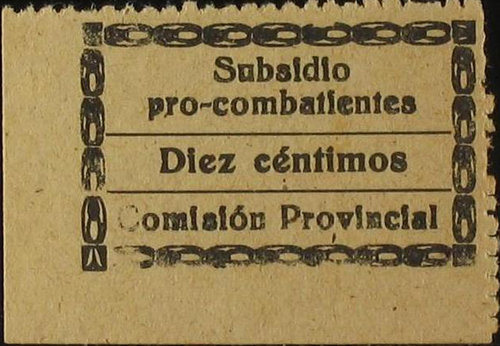 Subsidio
pro-combatientes
Diez céntimos
Comisión Provincial